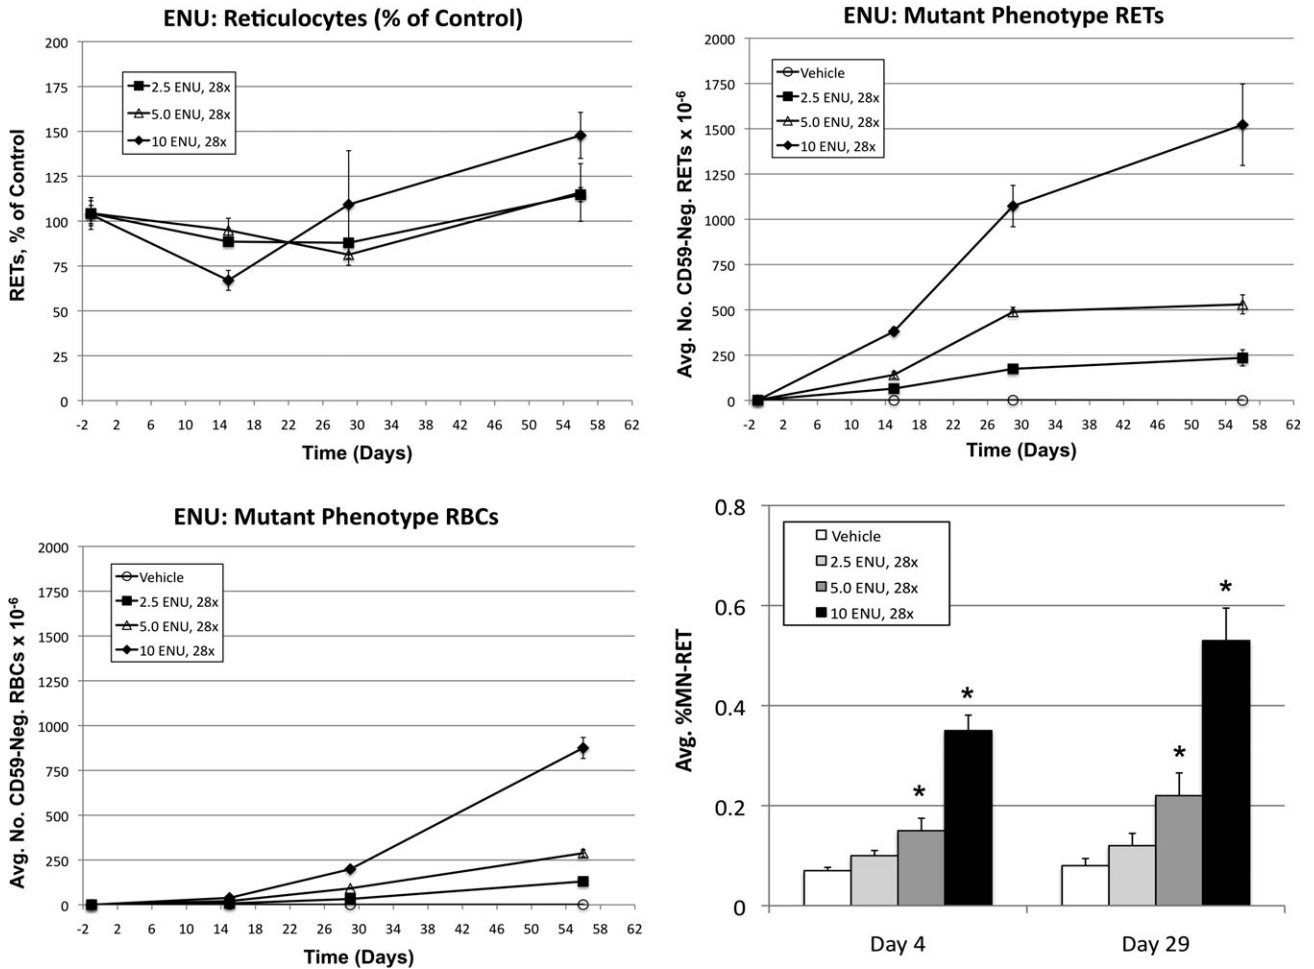 ENU: Reticulocytes (% of Control)
RETs, % of Control
200
175
150
125
100
75
50
25
0
2.5 ENU, 28x
5.0 ENU, 28x
10 ENU, 28x
-2 2 6 10 14 18 22 26 30 34 38 42 46 50 54 58 62
Time (Days)
ENU: Mutant Phenotype RETs
Avg. No. CD59-Neg. RETs x 10-6
2000
1750
1500
1250
1000
750
500
250
0
Vehicle
2.5 ENU, 28x
5.0 ENU, 28x
10 ENU, 28x
-2 2 6 10 14 18 22 26 30 34 38 42 46 50 54 58 62
Time (Days)
ENU: Mutant Phenotype RBCs
Avg. No. CD59-Neg. RBCs x 10-6
2000
1750
1500
1250
1000
750
500
250
0
Vehicle
2.5 ENU, 28x
5.0 ENU, 28x
10 ENU, 28x
-2 2 6 10 14 18 22 26 30 34 38 42 46 50 54 58 62
Time (Days)
Avg. %MN-RET
0.8
0.6
0.4
0.2
0
Vehicle
2.5 ENU, 28x
5.0 ENU, 28x
10 ENU, 28x
* * * *
Day 4 Day 29